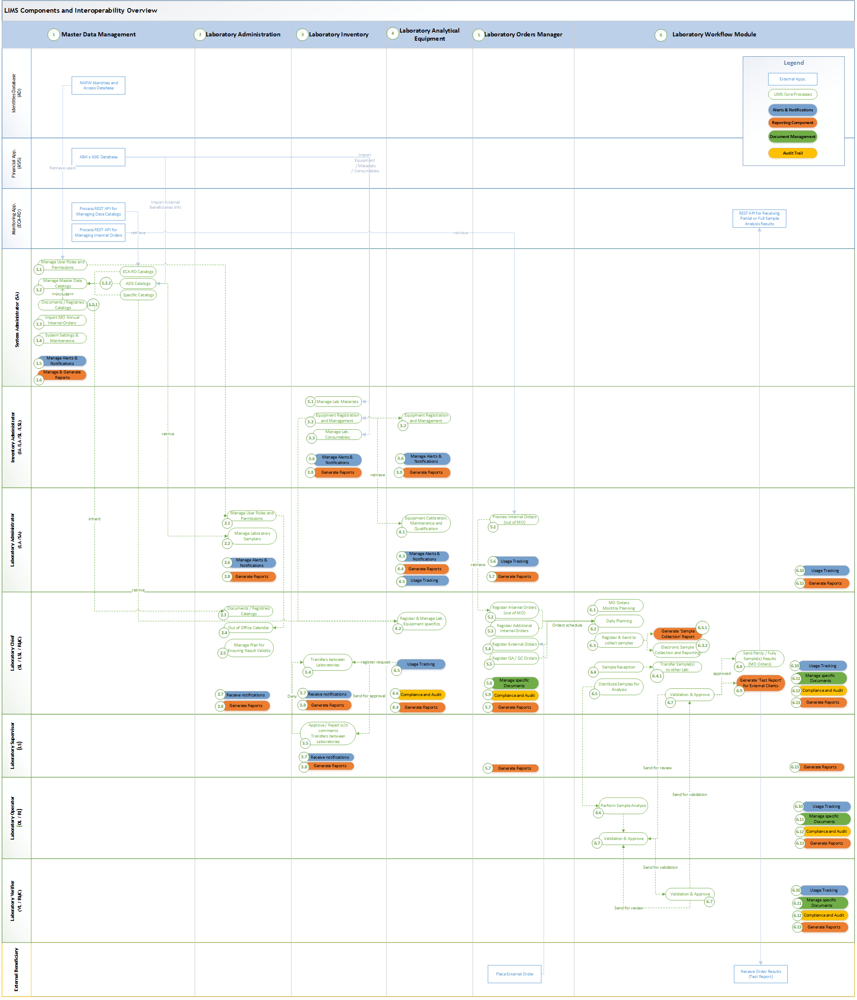 LIMS Components and Interoperability Overview
1
Master Data Management
2
Laboratory Administration
3
Laboratory Inventory
4
Laboratory Analytical
Equipment
5
Laboratory Orders Manager
6
Laboratory Workflow Module
Legend
External Apps.
LIMS Core Processes
Alerts & Notifications
Reporting Component
Document Management
Audit Trail
Identities Database
(AD)
NARW Identities and
Access Database
Financial App.
(ASIS)
ABA's ASIS Database
Retrieve users
Import
Equipment
/ Materials
/ Consumables
Monitoring App.
(ECA-RO)
Import External
Beneficiaries info
Process REST API for
Managing Data Catalogs
Process REST API for
Managing Internal Orders
retrieve
retrieve
REST API for Receiving
Partial or Full Sample
Analysis Results
System Administrator (SA)
Manage User Roles and
Permissions
1.1
ECA-RO Catalogs
Manage Master Data
Catalogs
1.2
1.2.2
ASIS Catalogs
<<include>>
Specific Catalogs
Documents / Registries
Catalogs
1.2.1
Import MO Annual
Internal Orders
1.3
System Settings &
Maintenance
1.4
Manage Alerts &
Notifications
1.5
Manage & Generate
Reports
1.6
Inventory Administrator
(IA /LA /SL /LSL)
3.1
Manage Lab. Materials
Equipment Registration
and Management
3.2
Equipment Registration
and Management
3.2
Manage Lab.
Consumables
3.3
retrive
3.6
Manage Alerts &
Notifications
3.6
Manage Alerts &
Notifications
3.8
Generate Reports
3.8
Generate Reports
retrieve
Laboratory Administrator
(LA /SA)
inherit
Manage User Roles and
Permissions
2.1
Manage Laboratory
Samplers
2.2
Equipment Calibration,
Maintenance and
Qualification
4.1
Preview Internal Orders
(out of MO)
5.1
2.6
Manage Alerts &
Notifications
2.8
Generate Reports
4.3
Manage Alerts &
Notifications
4.4
Generate Reports
4.5
Usage Tracking
retrieve
5.6
Usage Tracking
5.7
Generate Reports
6.10
Usage Tracking
6.13
Generate Reports
retrive
Laboratory Chief
(SL / LSL / RMC)
Documents / Registries
Catalogs
2.3
Out of Office Calendar
2.4
Manage Plan for
Ensuring Result Validity
2.5
2.7
Receive notifications
2.8
Generate Reports
Transfers between
Laboratories
3.4
register request
Deny
3.7
Receive notifications
3.8
Generate Reports
Send for approval
Register & Manage Lab.
Equipment specifics
4.2
Usage Tracking
4.5
4.6
Compliance and Audit
4.4
Generate Reports
Register Internal Orders
(out of MO)
5.2
Register Additional
Internal Orders
5.3
Register External Orders
5.4
Register QA / QC Orders
5.5
5.8
Manage specific
Documents
5.9
Compliance and Audit
5.7
Generate Reports
Orders schedule
MO Orders
Monthly Planning
6.1
Daily Planning
6.2
Register & Send to
collect samples
6.3
Generate 'Sample
Collection' Report
6.3.1
Electronic Sample
Collection and Reporting
6.3.2
Sample Reception
6.4
Transfer Sample(s)
to other Lab.
6.4.1
Distribute Samples for
Analysis
6.5
Validation & Approve
6.7
approved
Send Partly / Fully
Sample(s) Results
(MO Orders)
6.8
Generate 'Test Report'
for External Clients
6.9
6.10
Usage Tracking
6.11
Manage specific
Documents
6.12
Compliance and Audit
6.13
Generate Reports
Laboratory Supervisor
(LS)
Approve / Reject w/o
comments
Transfers between
Laboratories
3.5
3.7
Receive notifications
3.8
Generate Reports
5.7
Generate Reports
Send for review
6.13
Generate Reports
Laboratory Operator
(OL / RI)
Send for validation
Perform Sample Analysis
6.6
Validation & Approve
6.7
6.10
Usage Tracking
6.11
Manage specific
Documents
6.12
Compliance and Audit
6.13
Generate Reports
Laboratory Verifier
(VL / RMC)
Send for validation
Validation & Approve
6.7
Send for review
6.10
Usage Tracking
6.11
Manage specific
Documents
6.12
Compliance and Audit
6.13
Generate Reports
External Beneficiary
Place External Order
Receive Order Results
(Test Report)